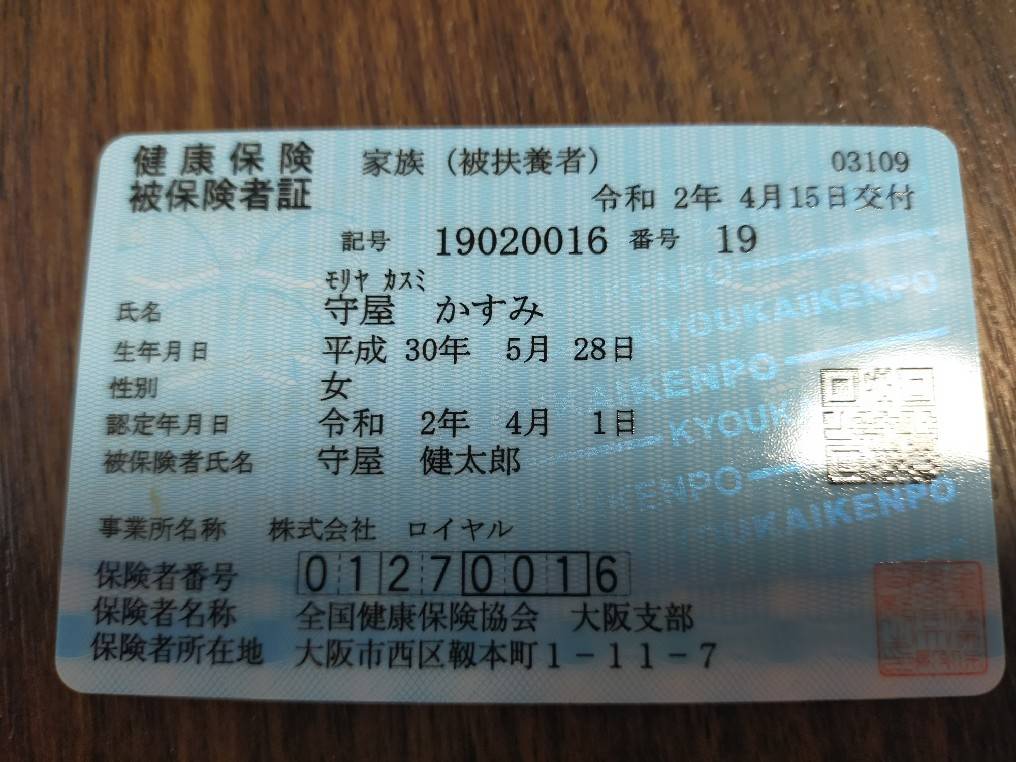 健康保険 家族（被扶養者） 03109
被保険者証 令和 2年 4月15日交付
記号 19020016 番号 19
ﾓﾘﾔ ｶｽﾐ
氏名 守屋 かすみ
生年月日 平成 30年 5月 28日
性別 女
認定年月日 令和 2年 4月 1日
被保険者氏名 守屋 健太郎
事業所名称 株式会社 ロイヤル
保険者番号 01270016
保険者名称 全国健康保険協会 大阪支部
保険者所在地 大阪市西区靱本町1－11－7
KYOUKAIKENPO
AIKENPO
KYOUK
KENPO
KAIKENPO